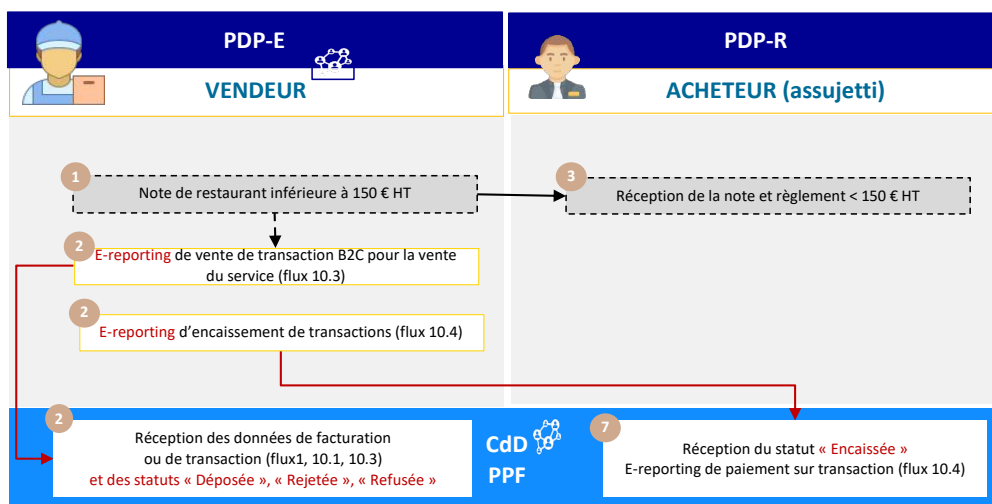 PDP-E
VENDEUR
PDP-R
ACHETEUR (assujetti)
1
Note de restaurant inférieure à 150 € HT
3
Réception de la note et règlement < 150 € HT
2
E-reporting de vente de transaction B2C pour la vente
du service (flux 10.3)
2
E-reporting d’encaissement de transactions (flux 10.4)
2
Réception des données de facturation
ou de transaction (flux1, 10.1, 10.3)
et des statuts « Déposée », « Rejetée », « Refusée »
CdD
PPF
7
Réception du statut « Encaissée »
E-reporting de paiement sur transaction (flux 10.4)